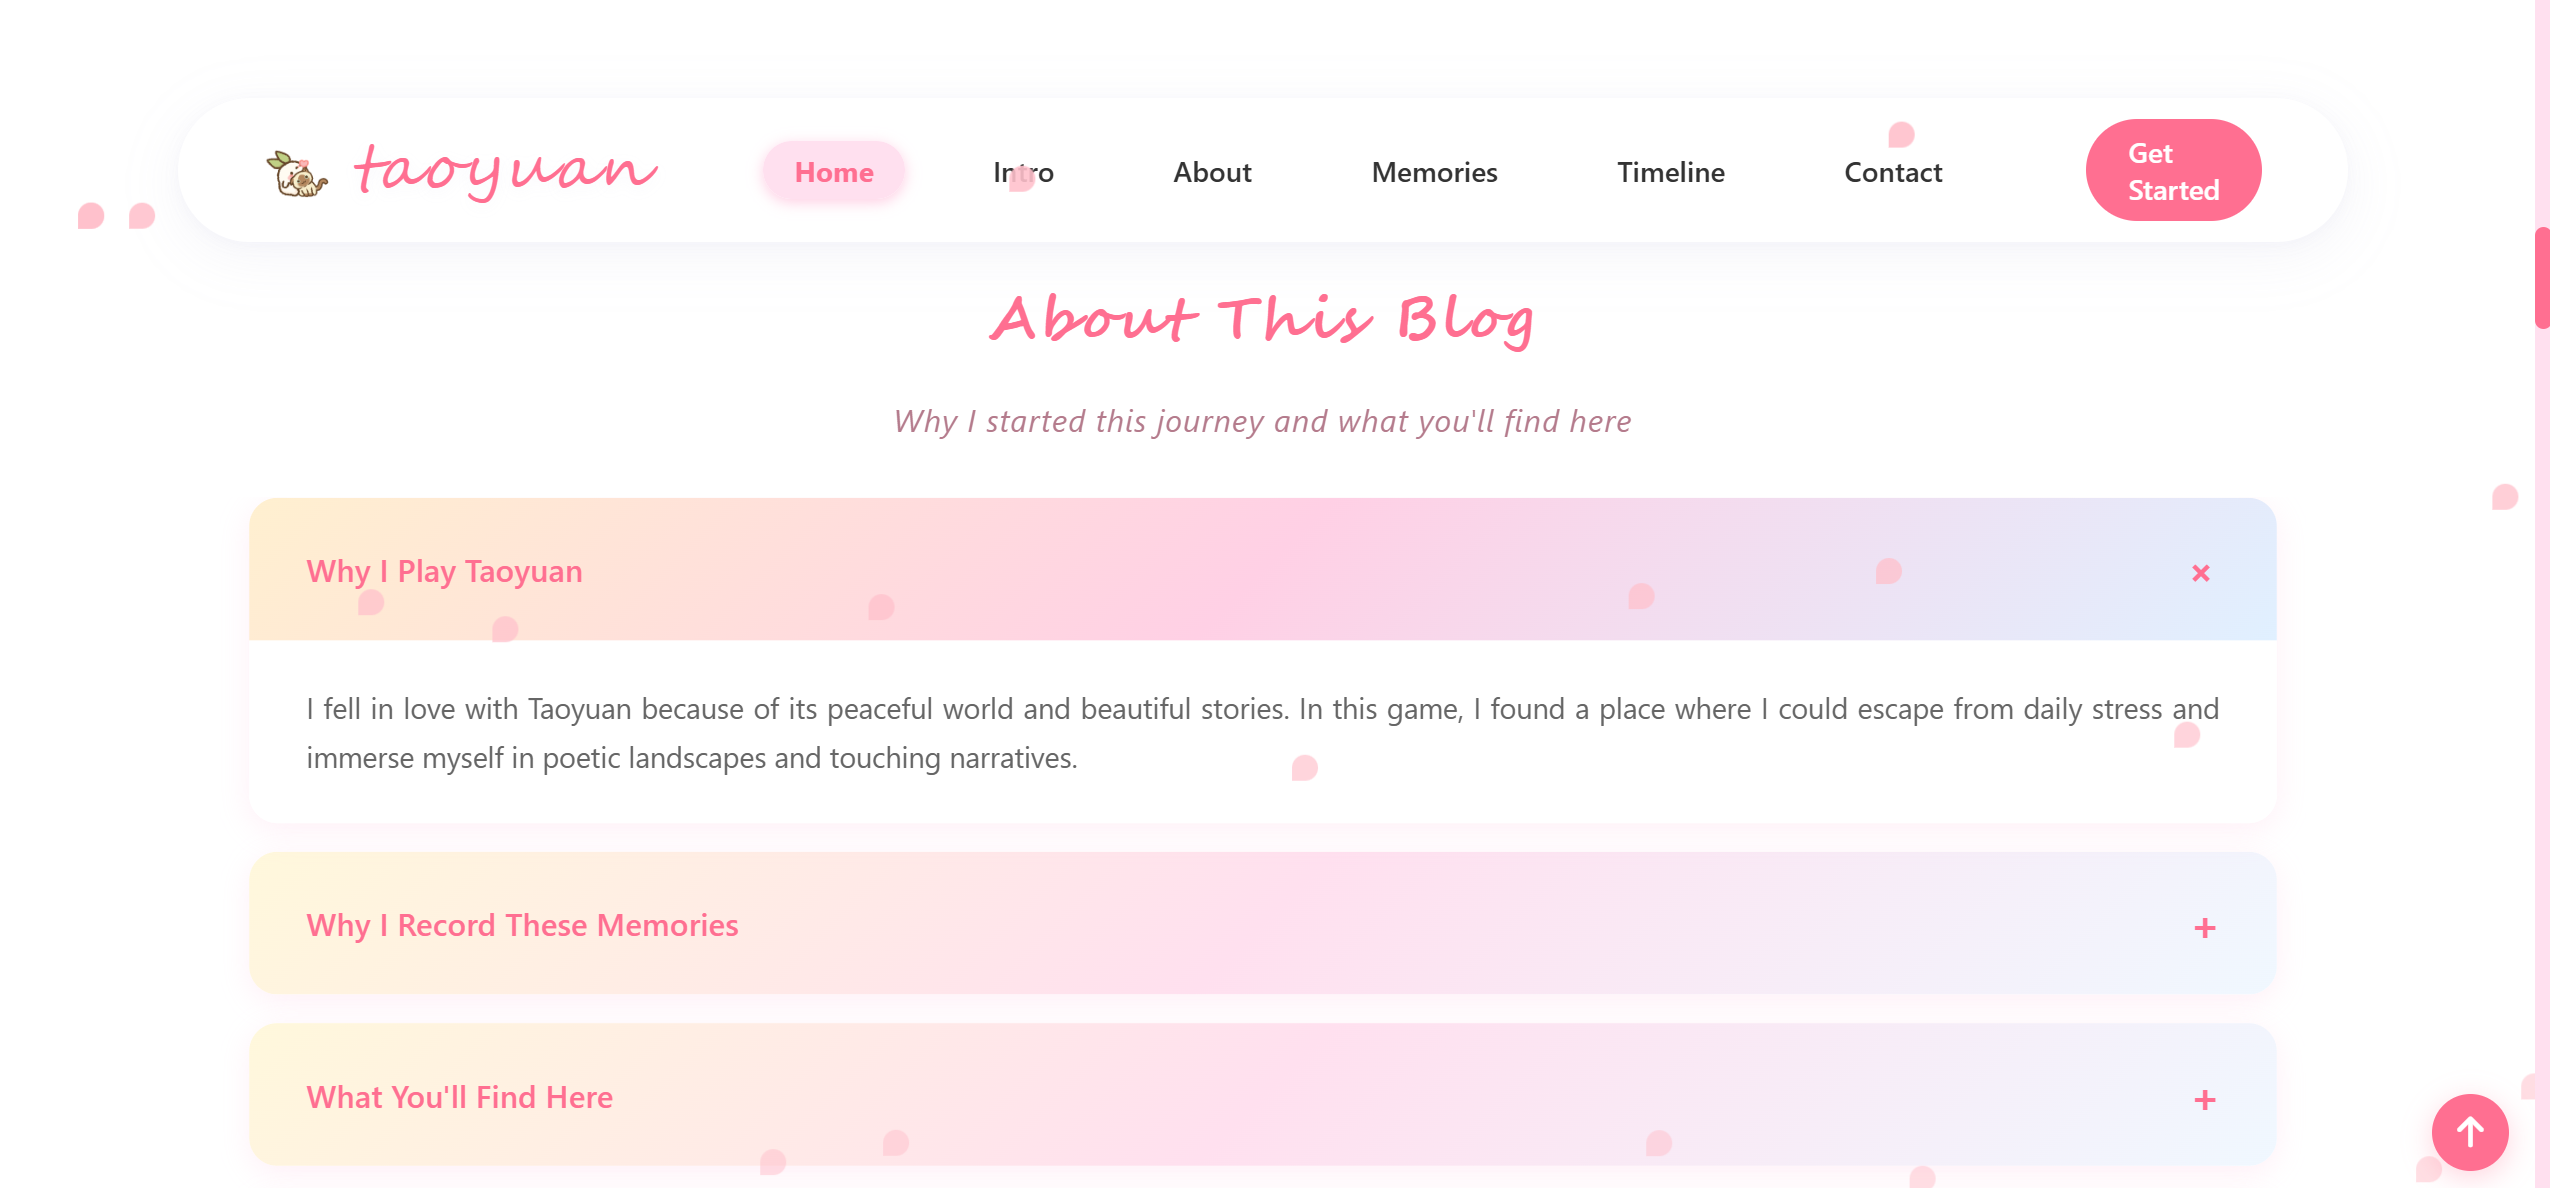 taoyuan
Home
Intro
About
Memories
Timeline
Contact
Get
Started
About This Blog
Why I started this journey and what you'll find here
Why I Play Taoyuan
×
I fell in love with Taoyuan because of its peaceful world and beautiful stories. In this game, I found a place where I could escape from daily stress and
immerse myself in poetic landscapes and touching narratives.
Why I Record These Memories
+
What You'll Find Here
+